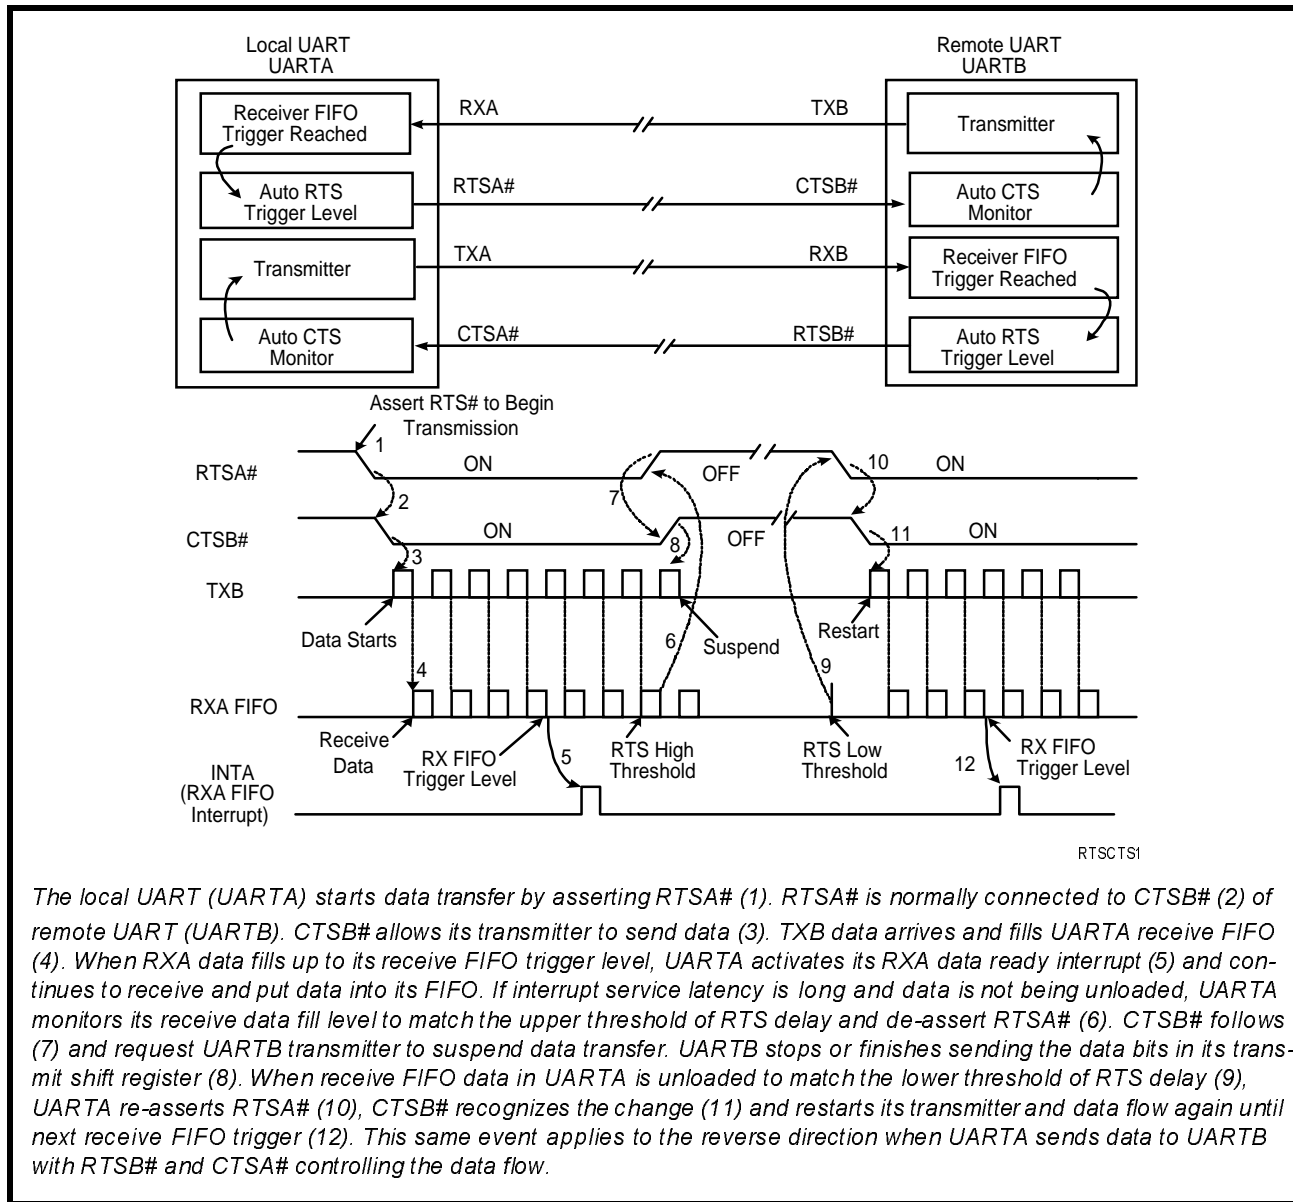 Local UART
UARTA
Remote UART
UARTB
Receiver FIFO
Trigger Reached
RXA
TXB
Transmitter
Auto RTS
Trigger Level
RTSA#
CTSB#
Auto CTS
Monitor
Transmitter
TXA
RXB
Receiver FIFO
Trigger Reached
Auto CTS
Monitor
CTSA#
RTSB#
Auto RTS
Trigger Level
Assert RTS# to Begin
Transmission
RTSA#
1
ON
7
OFF
10
ON
2
CTSB#
ON
8
OFF
11
ON
3
TXB
Data Starts
6
Suspend
Restart
4
9
RXA FIFO
Receive
Data
RX FIFO
Trigger Level
5
RTS High
Threshold
RTS Low
Threshold
12
RX FIFO
Trigger Level
INTA
(RXA FIFO
Interrupt)
RTSCTS1
The local UART (UARTA) starts data transfer by asserting RTSA# (1). RTSA# is normally connected to CTSB# (2) of
remote UART (UARTB). CTSB# allows its transmitter to send data (3). TXB data arrives and fills UARTA receive FIFO
(4). When RXA data fills up to its receive FIFO trigger level, UARTA activates its RXA data ready interrupt (5) and con-
tinues to receive and put data into its FIFO. If interrupt service latency is long and data is not being unloaded, UARTA
monitors its receive data fill level to match the upper threshold of RTS delay and de-assert RTSA# (6). CTSB# follows
(7) and request UARTB transmitter to suspend data transfer. UARTB stops or finishes sending the data bits in its trans-
mit shift register (8). When receive FIFO data in UARTA is unloaded to match the lower threshold of RTS delay (9),
UARTA re-asserts RTSA# (10), CTSB# recognizes the change (11) and restarts its transmitter and data flow again until
next receive FIFO trigger (12). This same event applies to the reverse direction when UARTA sends data to UARTB
with RTSB# and CTSA# controlling the data flow.